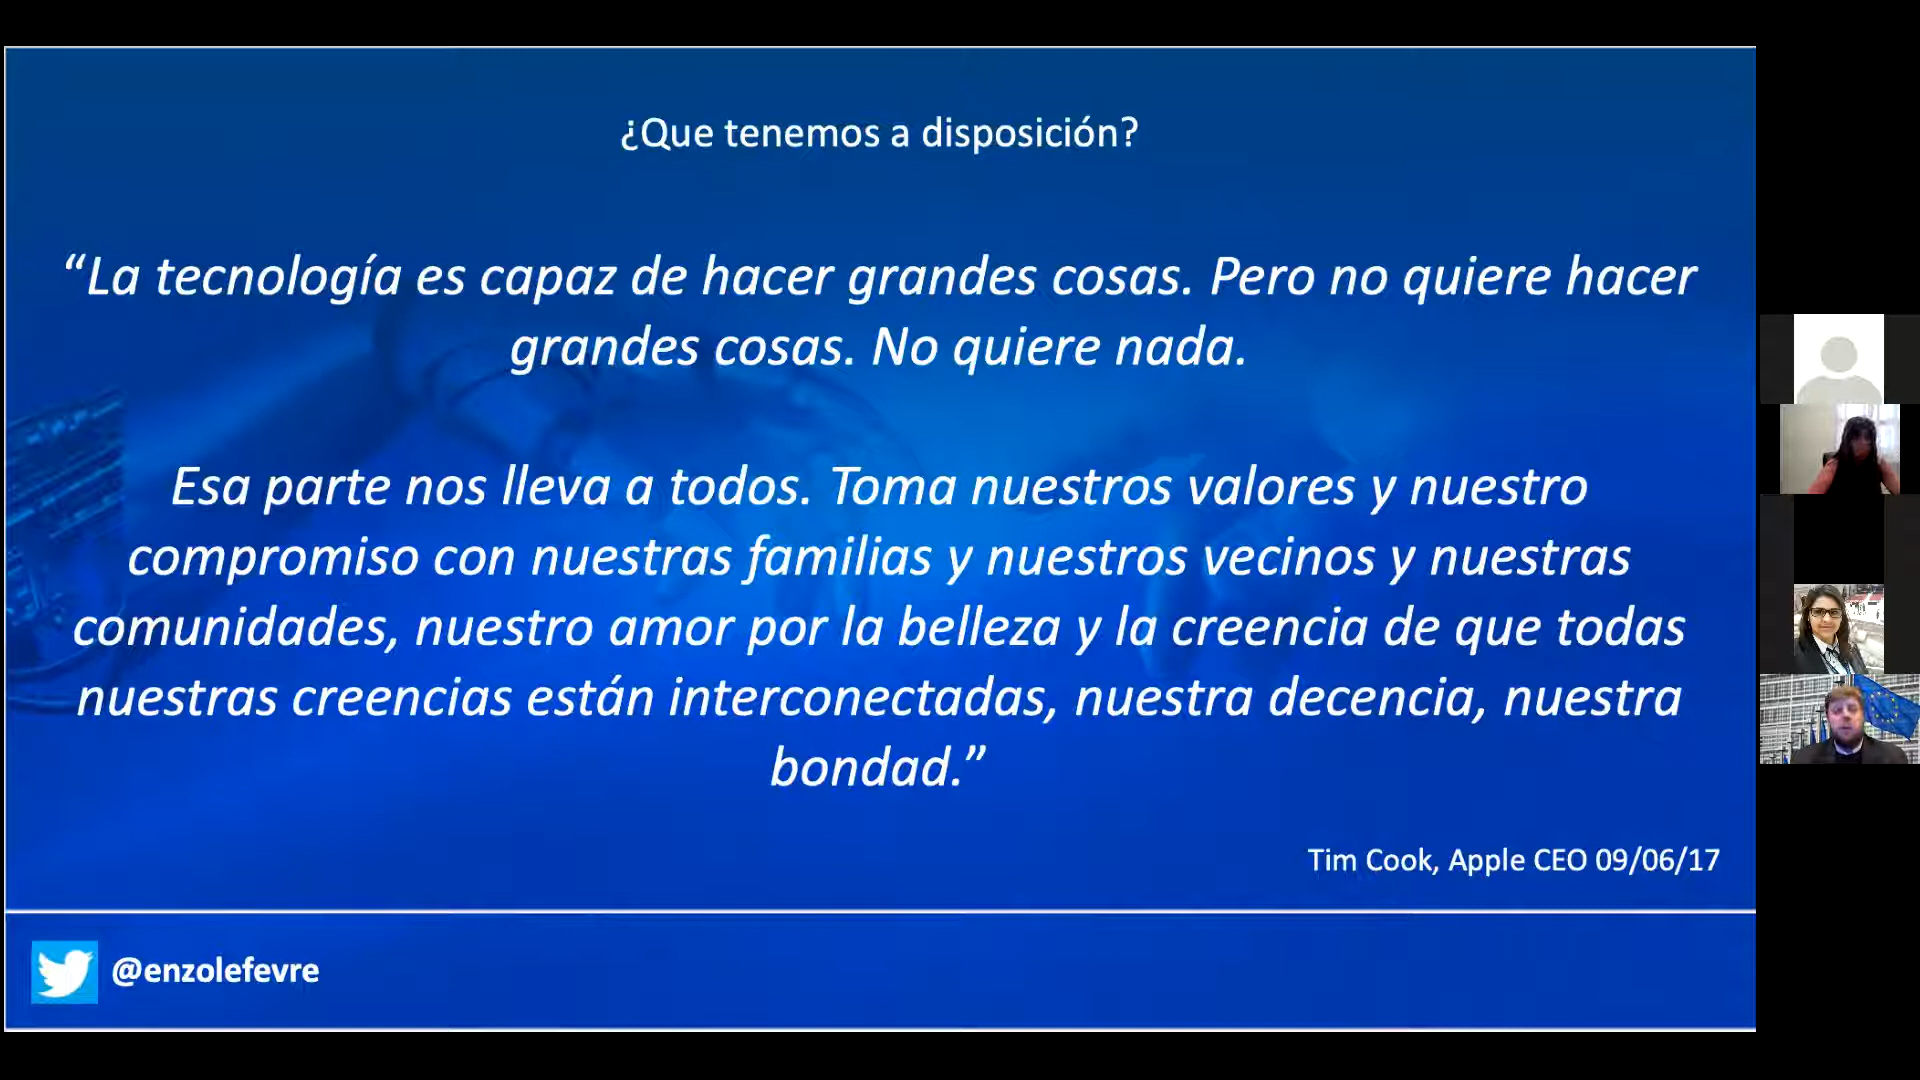 ¿Que tenemos a disposición?
“La tecnología es capaz de hacer grandes cosas. Pero no quiere hacer
grandes cosas. No quiere nada.
Esa parte nos lleva a todos. Toma nuestros valores y nuestro
compromiso con nuestras familias y nuestros vecinos y nuestras
comunidades, nuestro amor por la belleza y la creencia de que todas
nuestras creencias están interconectadas, nuestra decencia, nuestra
bondad.”
Tim Cook, Apple CEO 09/06/17
@enzolefevre